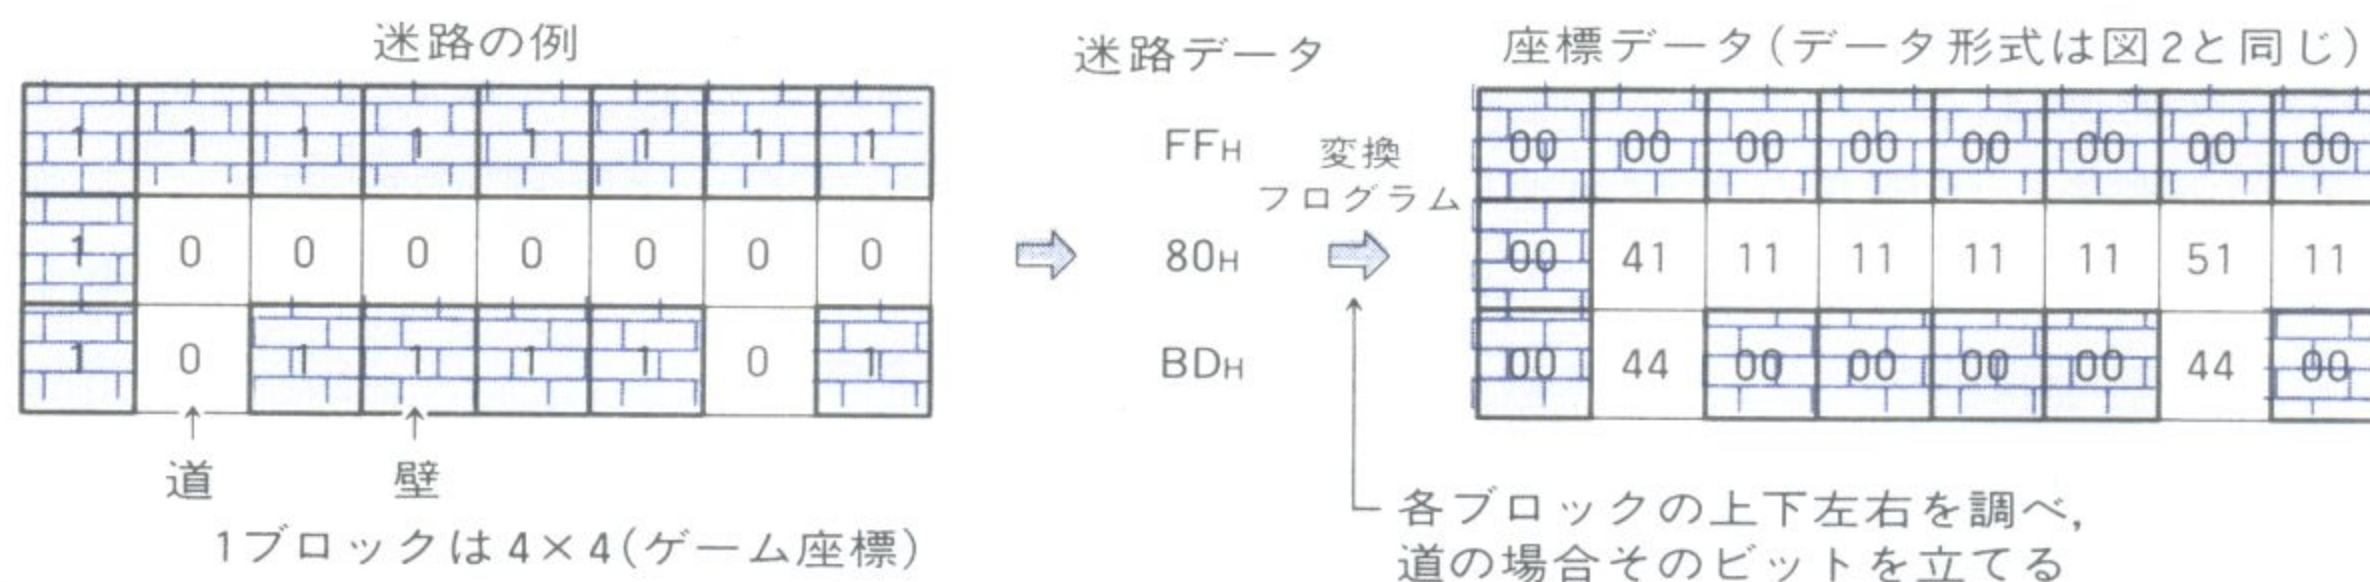 迷路の例
1 1 1 1 1 1 1 1
1 0 0 0 0 0 0 0
1 0 1 1 1 1 0 1
道 壁
1ブロックは4×4(ゲーム座標)
迷路データ
FFH
80H
BDH
変換
プログラム
座標データ(データ形式は図2と同じ)
00 00 00 00 00 00 00 00
00 41 11 11 11 11 51 11
00 44 00 00 00 00 44 00
各ブロックの上下左右を調べ,
道の場合そのビットを立てる